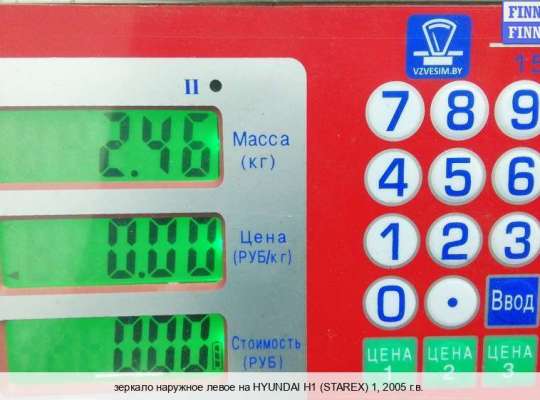 FINN
FINN
VZVESIM.BY
15
II
7 8 9
2.46
Масса
(кг)
4 5 6
0.00
Цена
(РУБ/кг)
1 2 3
0 . Ввод
000
Стоимость
(РУБ)
ЦЕНА ЦЕНА ЦЕНА
1 2 3
зеркало наружное левое на HYUNDAI H1 (STAREX) 1, 2005 г.в.